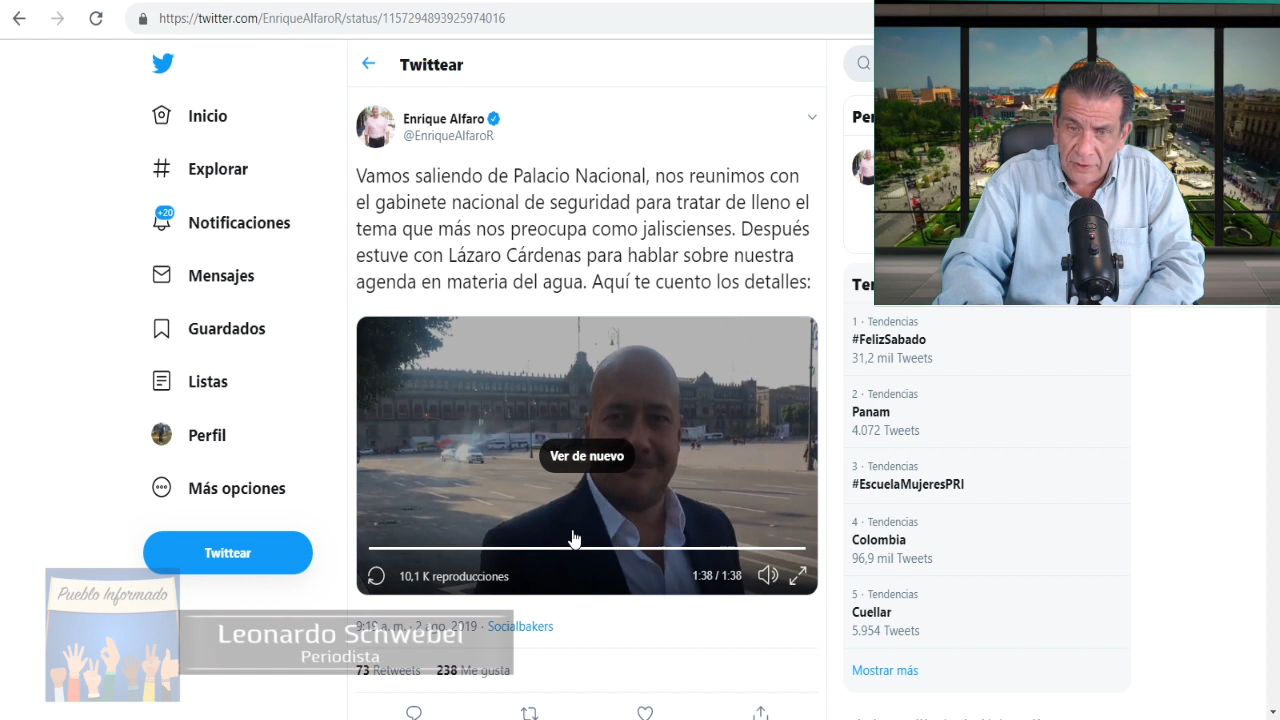 https://twitter.com/EnriqueAlfaroR/status/1157294893925974016
Inicio
Explorar
+20
Notificaciones
Mensajes
Guardados
Listas
Perfil
Más opciones
Twittear
Twittear
Enrique Alfaro
@EnriqueAlfaroR
Vamos saliendo de Palacio Nacional, nos reunimos con
el gabinete nacional de seguridad para tratar de lleno el
tema que más nos preocupa como jaliscienses. Después
estuve con Lázaro Cárdenas para hablar sobre nuestra
agenda en materia del agua. Aquí te cuento los detalles:
Ver de nuevo
10,1 K reproducciones
1:38 / 1:38
2 ago. 2019 · Socialbakers
73 Retweets 238 Me gusta
1 · Tendencias
#FelizSabado
31,2 mil Tweets
2 · Tendencias
Panam
4.072 Tweets
3 · Tendencias
#EscuelaMujeresPRI
4 · Tendencias
Colombia
96,9 mil Tweets
5 · Tendencias
Cuellar
5.954 Tweets
Mostrar más
Pueblo Informado
Leonardo Schwebel
Periodista